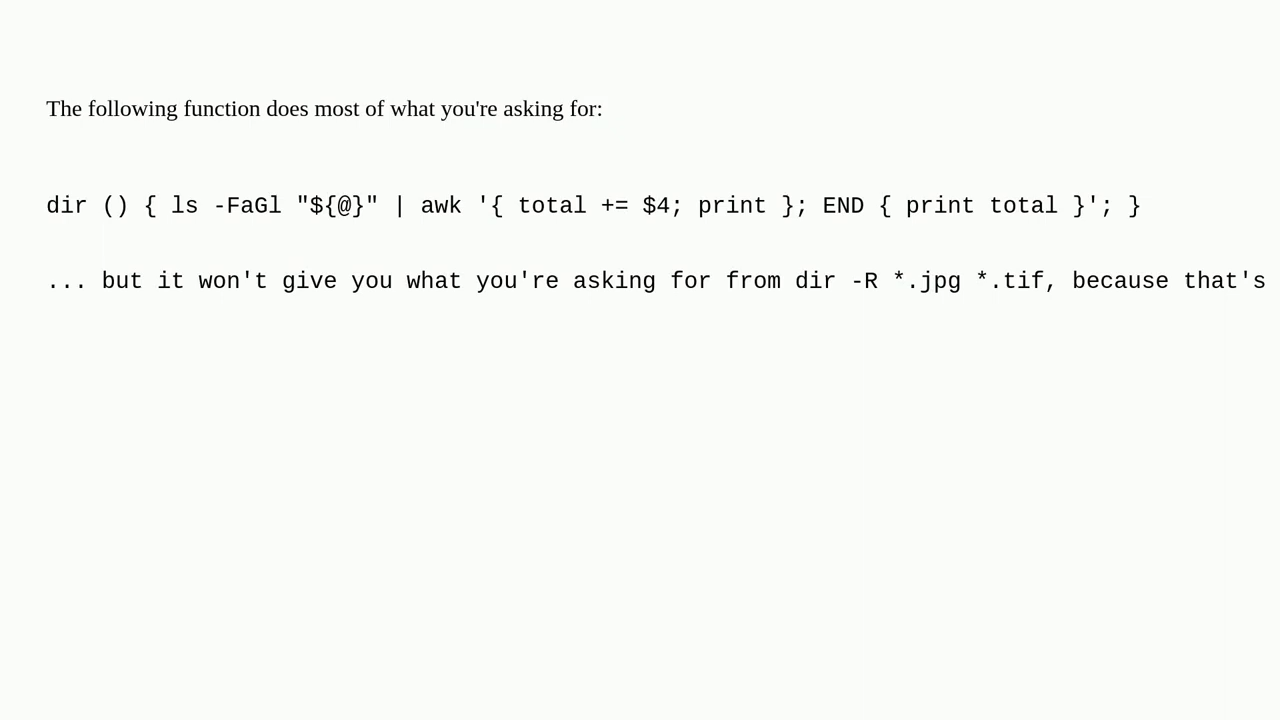 The following function does most of what you're asking for:
dir () { ls -FaGl "${@}" | awk '{ total += $4; print }; END { print total }'; }
... but it won't give you what you're asking for from dir -R *.jpg *.tif, because that's